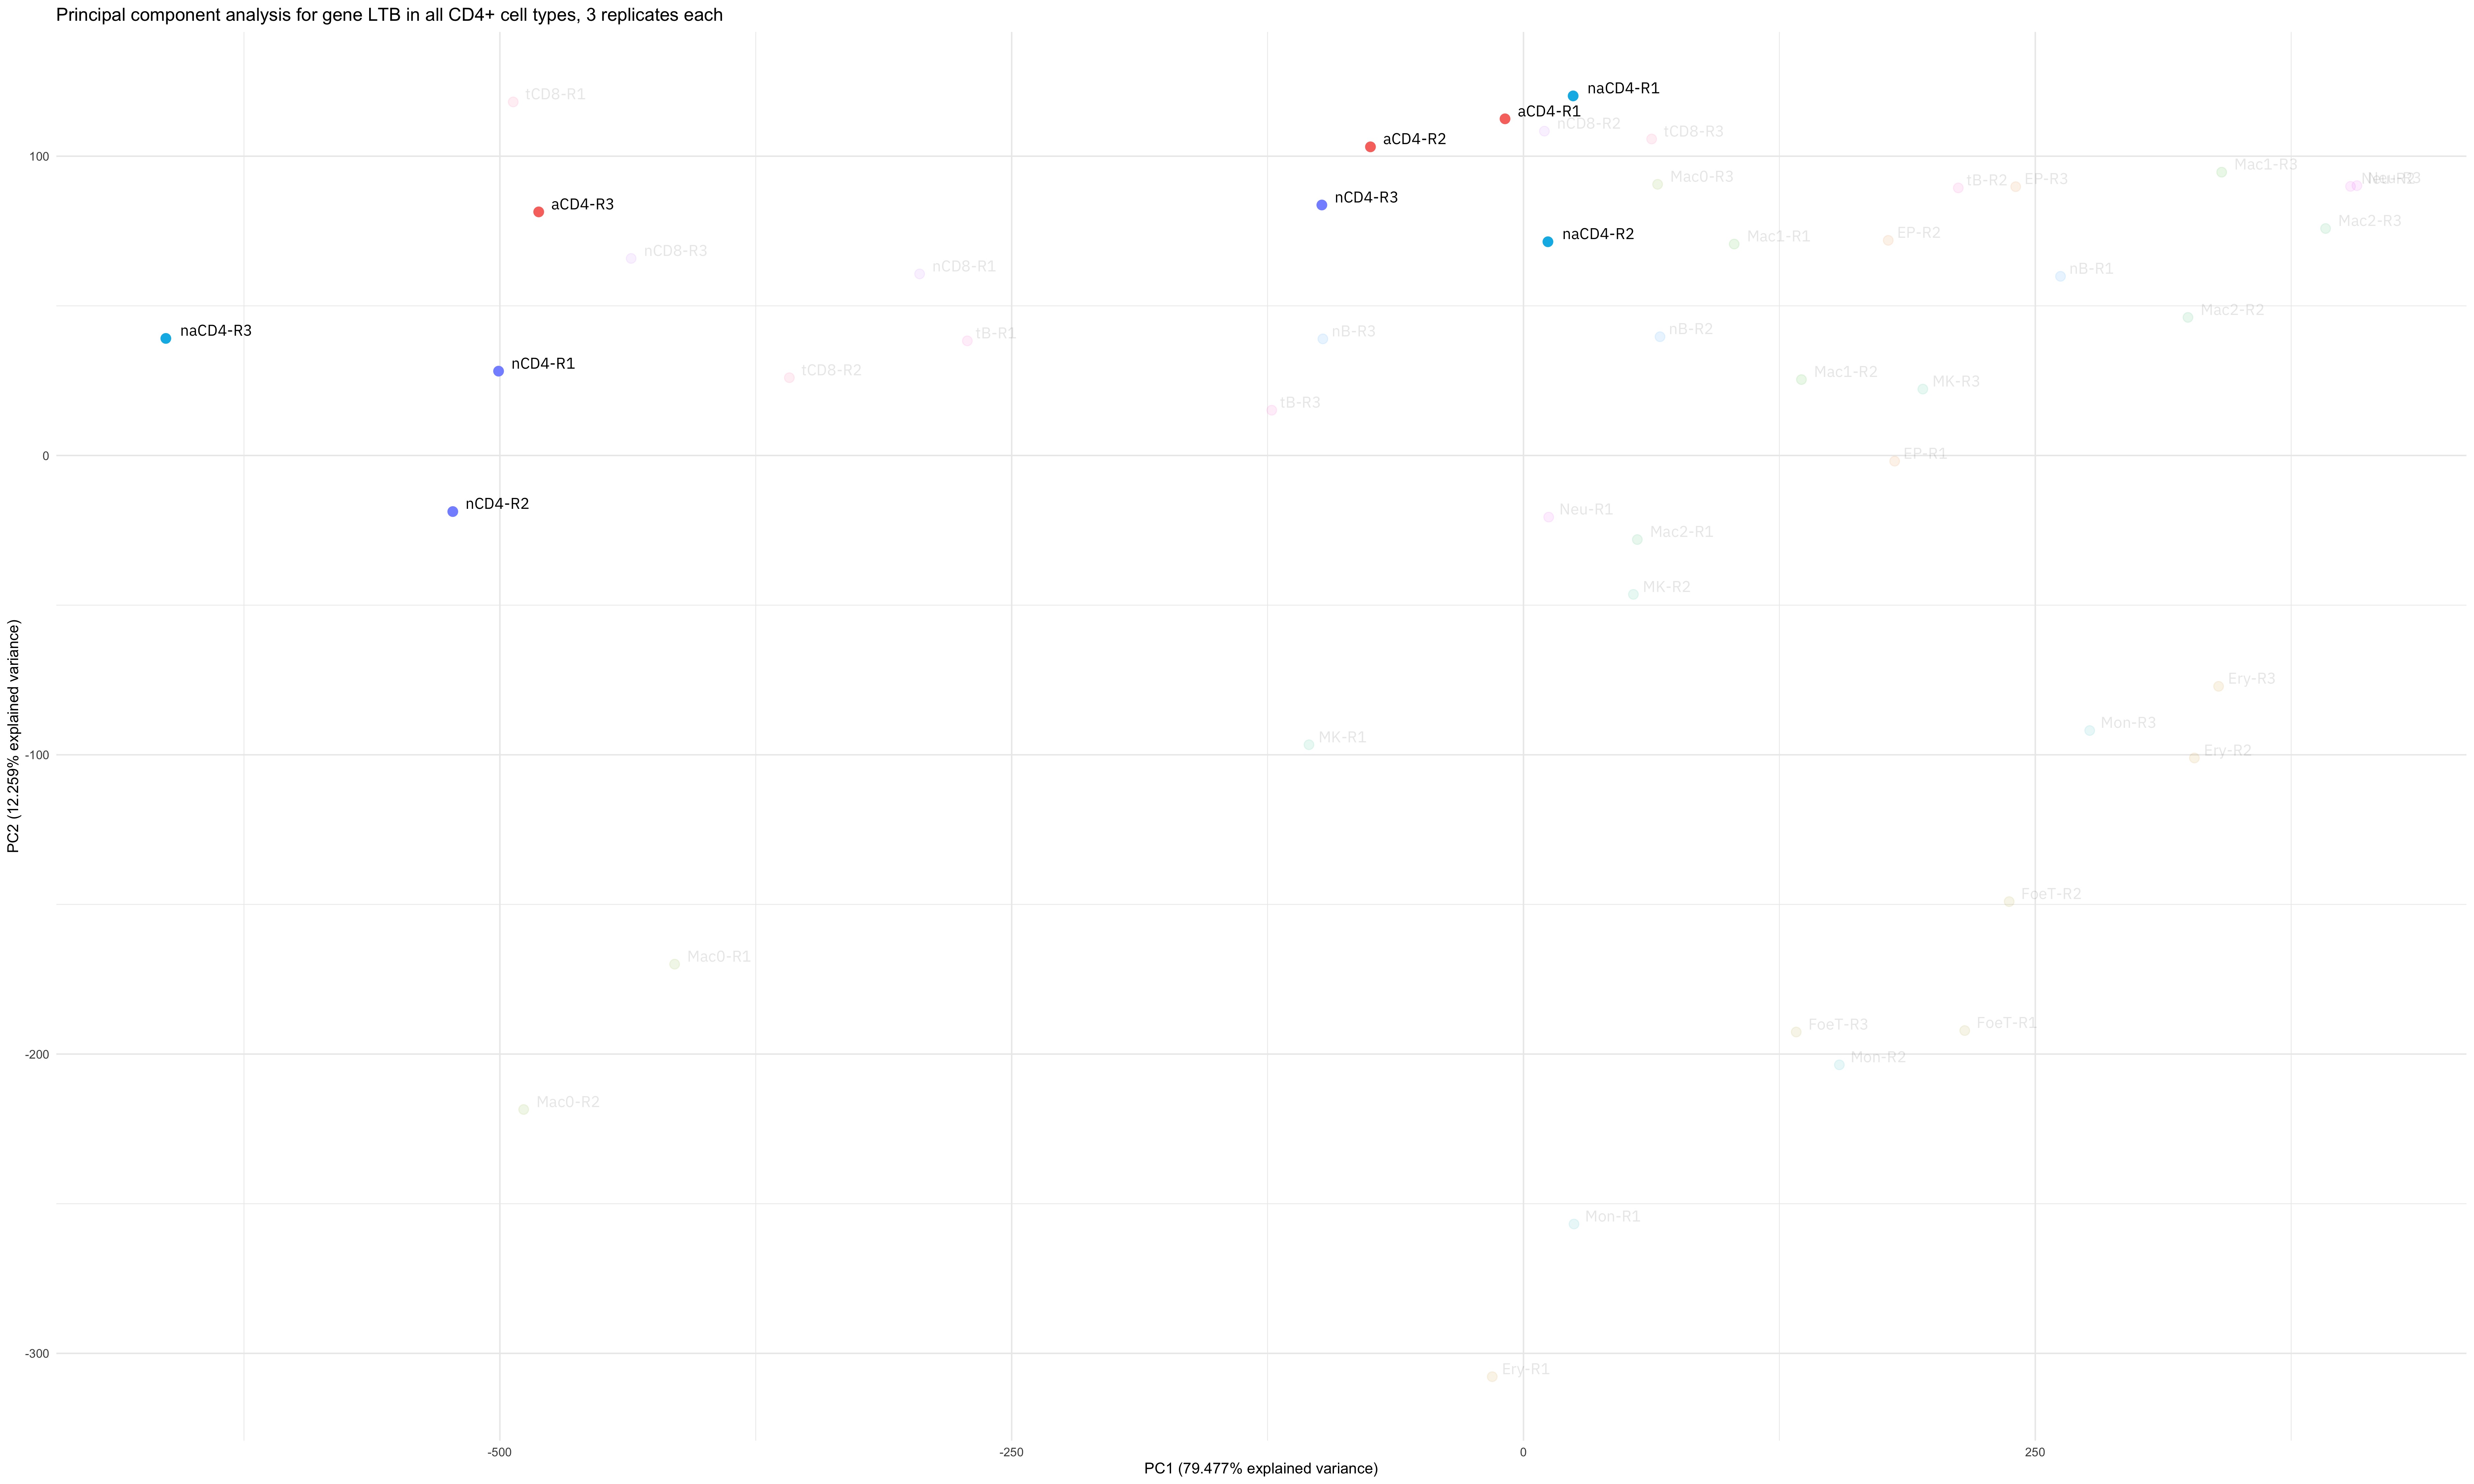 Principal component analysis for gene LTB in all CD4+ cell types, 3 replicates each
tCD8-R1
naCD4-R1
aCD4-R1
nCD8-R2
tCD8-R3
aCD4-R2
100
Mac1-R3
Mac0-R3
tB-R2
EP-R3
Neu-R2
Neu-R3
aCD4-R3
nCD4-R3
Mac2-R3
naCD4-R2
Mac1-R1
EP-R2
nCD8-R3
nCD8-R1
nB-R1
Mac2-R2
naCD4-R3
tB-R1
nB-R3
nB-R2
nCD4-R1
tCD8-R2
Mac1-R2
MK-R3
tB-R3
0
EP-R1
nCD4-R2
Neu-R1
Mac2-R1
MK-R2
Ery-R3
PC2 (12.259% explained variance)
MK-R1
Mon-R3
-100
Ery-R2
FoeT-R2
Mac0-R1
FoeT-R3
FoeT-R1
-200
Mon-R2
Mac0-R2
Mon-R1
-300
Ery-R1
-500
-250
0
250
PC1 (79.477% explained variance)